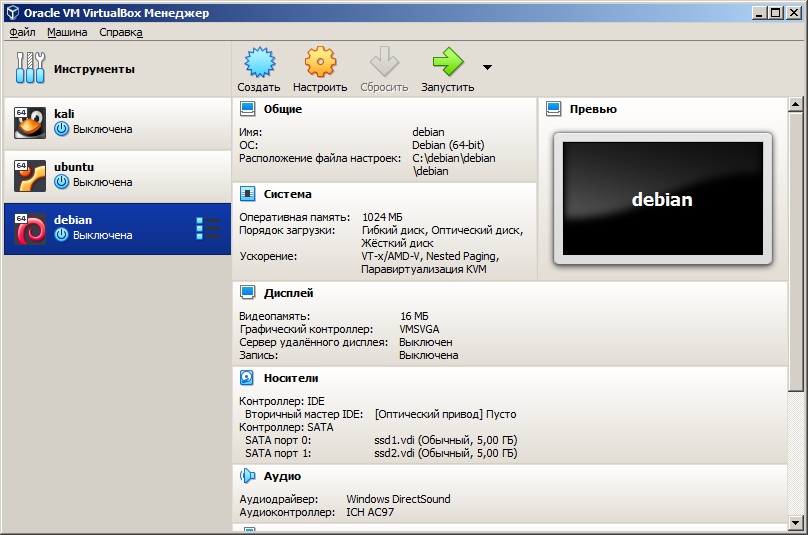 Oracle VM VirtualBox Менеджер
Файл Машина Справка
Инструменты
Создать Настроить Сбросить Запустить
64
kali
Выключена
64
ubuntu
Выключена
64
debian
Выключена
Общие
Имя: debian
ОС: Debian (64-bit)
Расположение файла настроек: C:\debian\debian
\debian
Превью
debian
Система
Оперативная память: 1024 МБ
Порядок загрузки: Гибкий диск, Оптический диск,
Жёсткий диск
Ускорение: VT-x/AMD-V, Nested Paging,
Паравиртуализация KVM
Дисплей
Видеопамять: 16 МБ
Графический контроллер: VMSVGA
Сервер удалённого дисплея: Выключен
Запись: Выключена
Носители
Контроллер: IDE
Вторичный мастер IDE: [Оптический привод] Пусто
Контроллер: SATA
SATA порт 0: ssd1.vdi (Обычный, 5,00 ГБ)
SATA порт 1: ssd2.vdi (Обычный, 5,00 ГБ)
Аудио
Аудиодрайвер: Windows DirectSound
Аудиоконтроллер: ICH AC97